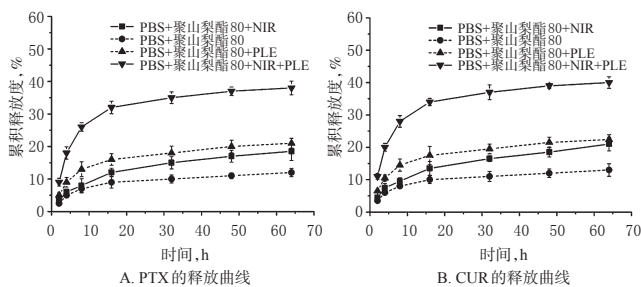 60
50
40
30
20
10
0
累积释放度, %
PBS+聚山梨酯80+NIR
PBS+聚山梨酯80
PBS+聚山梨酯80+PLE
PBS+聚山梨酯80+NIR+PLE
0 10 20 30 40 50 60 70
时间, h
A. PTX的释放曲线
60
50
40
30
20
10
0
累积释放度, %
PBS+聚山梨酯80+NIR
PBS+聚山梨酯80
PBS+聚山梨酯80+PLE
PBS+聚山梨酯80+NIR+PLE
0 10 20 30 40 50 60 70
时间, h
B. CUR的释放曲线